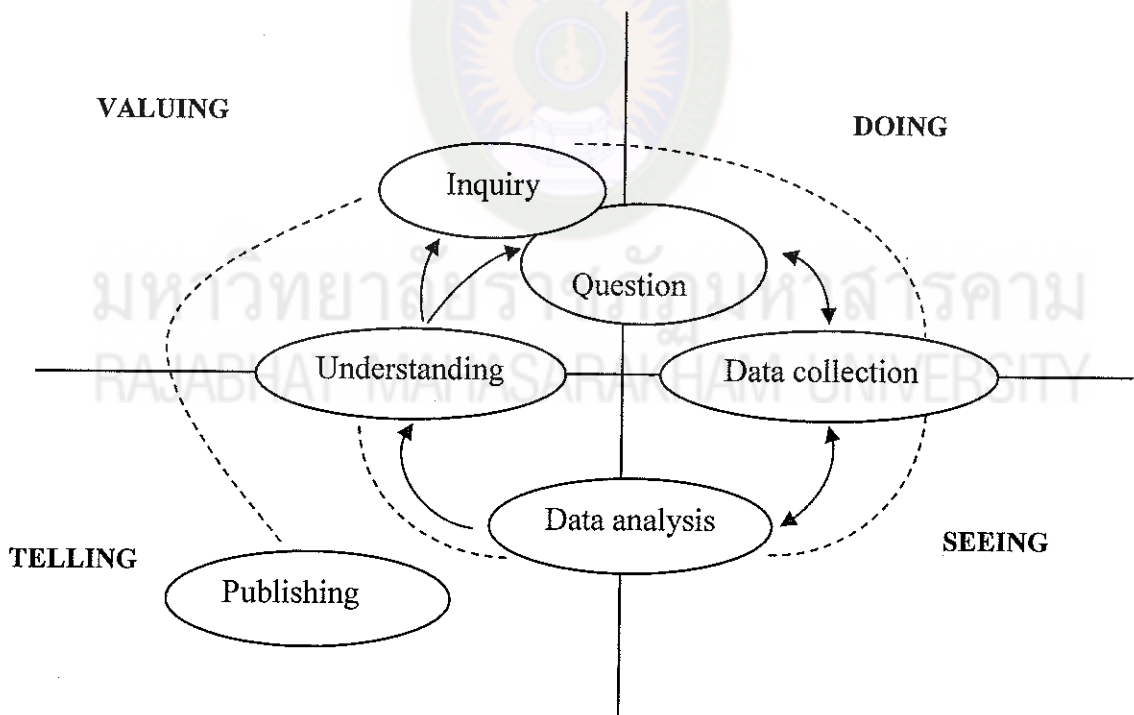 VALUING
DOING
Inquiry
Question
มหาวิทยาลัยราชภัฏมหาสารคาม
Understanding
Data collection
RAJABHAT MAHASARAKHAM UNIVERSITY
Data analysis
TELLING
SEEING
Publishing